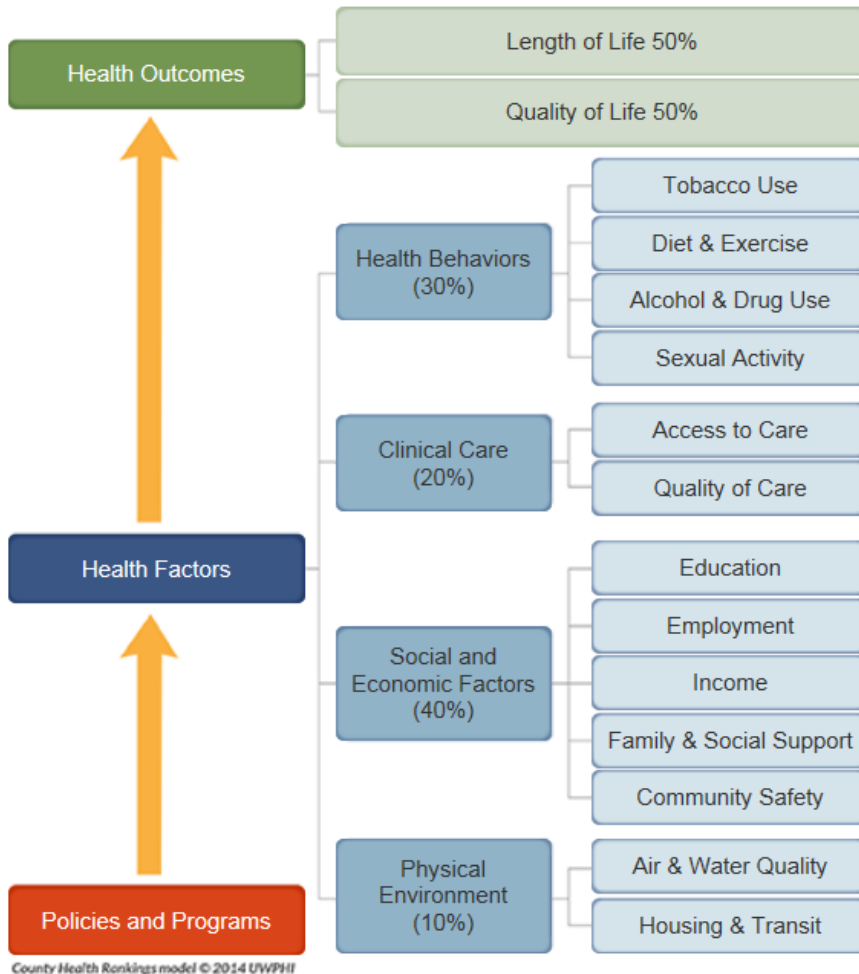 Health Outcomes
Length of Life 50%
Quality of Life 50%
Health Behaviors
(30%)
Tobacco Use
Diet & Exercise
Alcohol & Drug Use
Sexual Activity
Clinical Care
(20%)
Access to Care
Quality of Care
Health Factors
Social and
Economic Factors
(40%)
Education
Employment
Income
Family & Social Support
Community Safety
Physical
Environment
(10%)
Air & Water Quality
Housing & Transit
Policies and Programs
County Health Rankings model © 2014 UWPHI